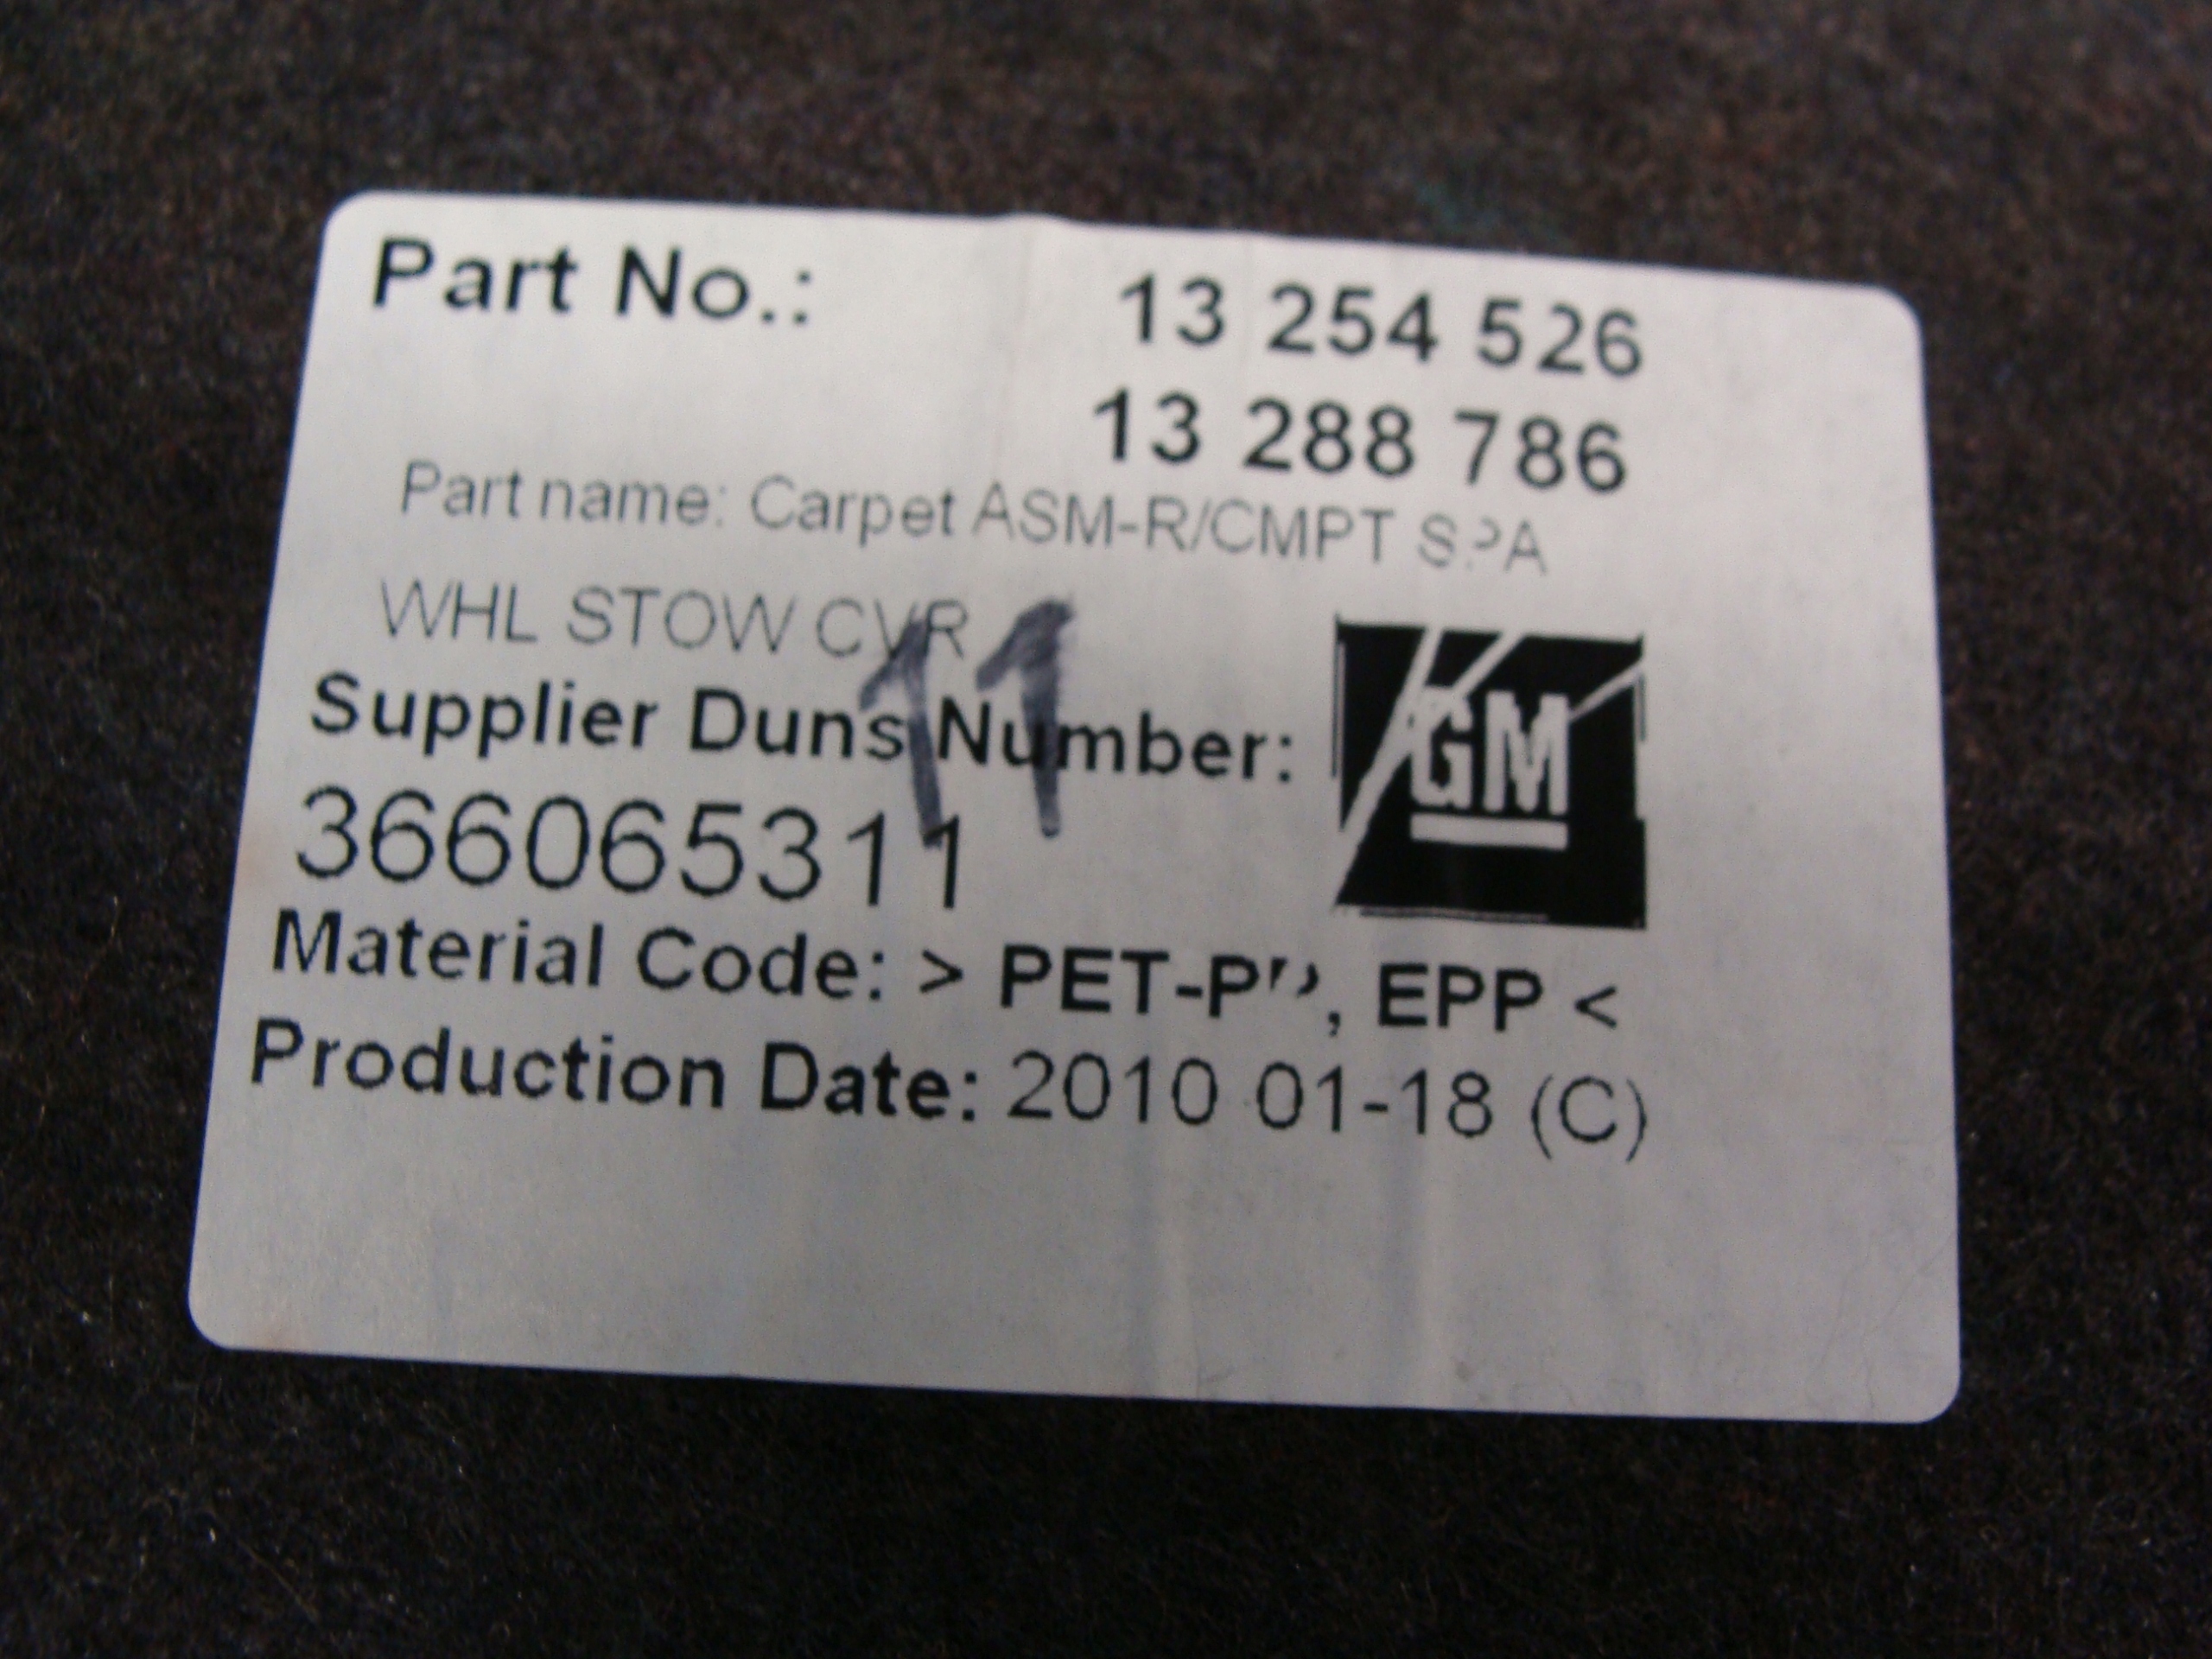 Part No.: 13 254 526
13 288 786
Part name: Carpet ASM-R/CMPT
WHL STOW CVR
11
Supplier Duns Number:
GM
366065311
Material Code: > , EPP <
Production Date: 2010 01-18 (C)